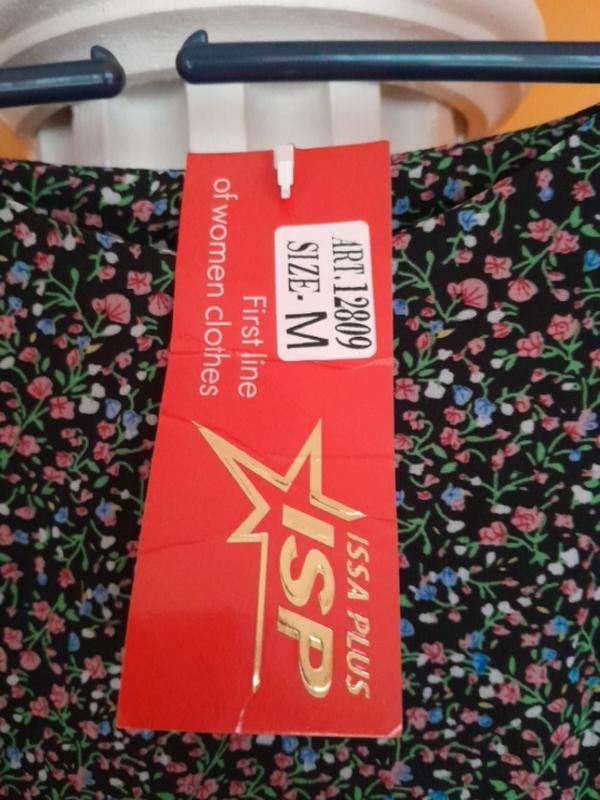 First line
of women clothes
ART.12809
SIZE- M
ISSA PLUS
ISP